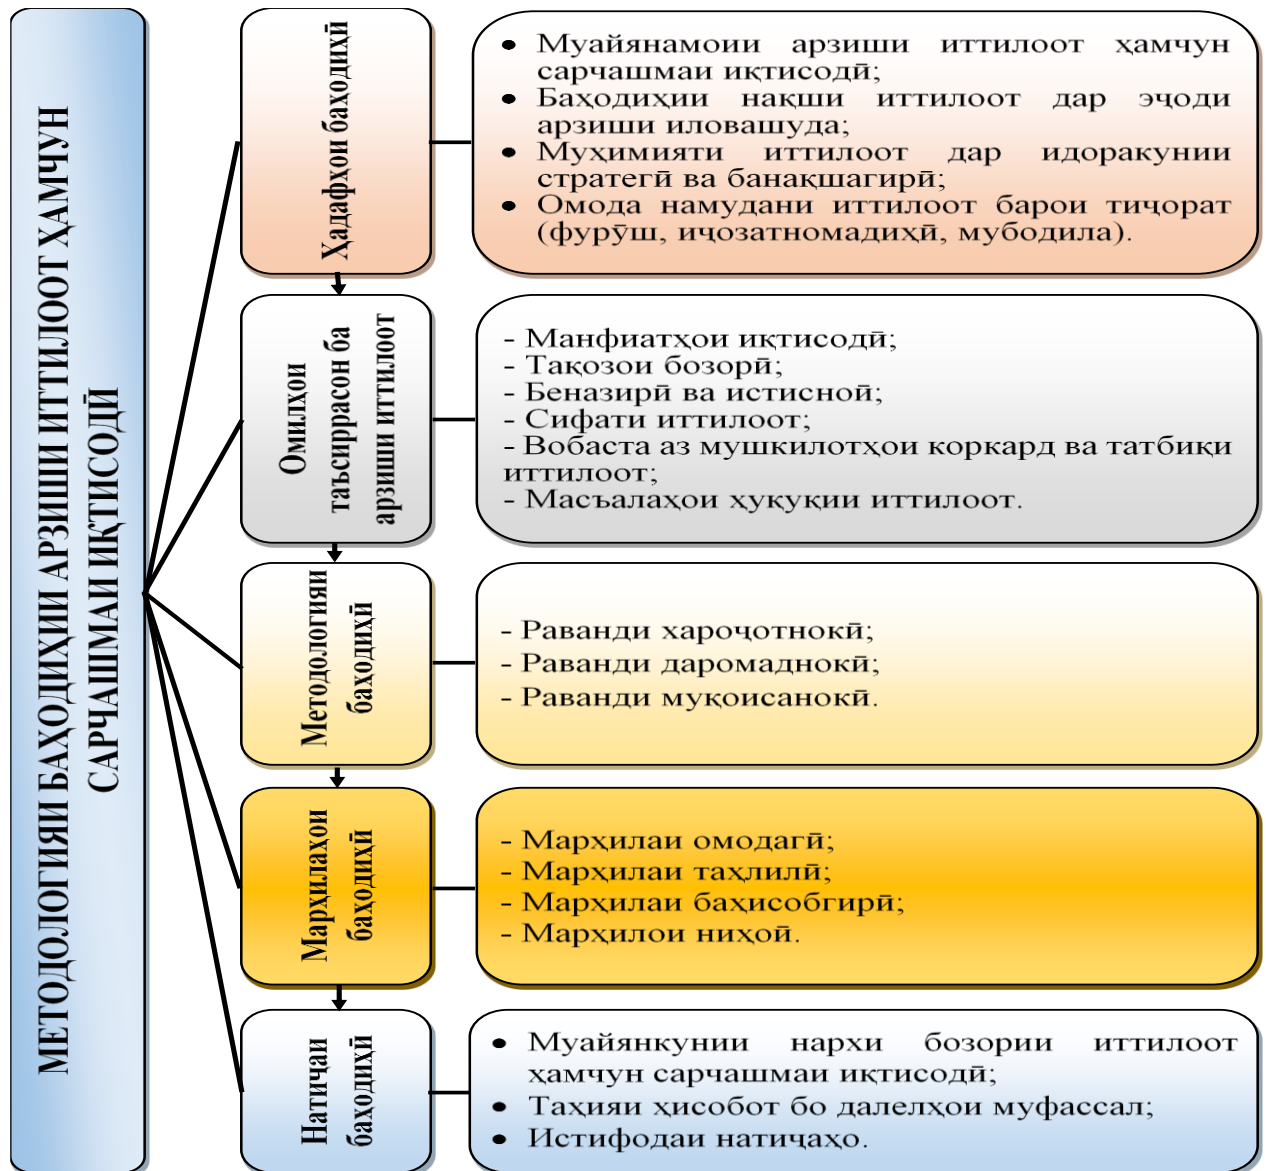 МЕТОДОЛОГИЯИ БАҲОДИҲИИ АРЗИШИ ИТТИЛООТ ҲАМЧУН
САРЧАШМАИ ИҚТИСОДӢ
Ҳадафҳои баҳодиҳӣ
• Муайянамоии арзиши иттилоот ҳамчун
сарчашмаи иқтисодӣ;
• Баҳодиҳии нақши иттилоот дар эҷоди
арзиши иловашуда;
• Муҳимияти иттилоот дар идоракунии
стратегӣ ва банақшагирӣ;
• Омода намудани иттилоот барои тиҷорат
(фурӯш, иҷозатномадиҳӣ, мубодила).
Омилҳои
таъсиррасон ба
арзиши иттилоот
- Манфиатҳои иқтисодӣ;
- Тақозои бозорӣ;
- Беназирӣ ва истисной;
- Сифати иттилоот;
- Вобаста аз мушкилотҳои коркард ва татбиқи
иттилоот;
- Масъалаҳои ҳуқуқии иттилоот.
Методологияи
баҳодиҳӣ
- Раванди хароҷотнокӣ;
- Раванди даромаднокӣ;
- Раванди муқоисанокӣ.
Марҳилаҳои
баҳодиҳӣ
- Марҳилаи омодагӣ;
- Марҳилаи таҳлилӣ;
- Марҳилаи баҳисобгирӣ;
- Марҳилои ниҳоӣ.
Натиҷаи
баҳодиҳӣ
• Муайянкунии нархи бозории иттилоот
ҳамчун сарчашмаи иқтисодӣ;
• Таҳияи ҳисобот бо далелҳои муфассал;
• Истифодаи натиҷаҳо.